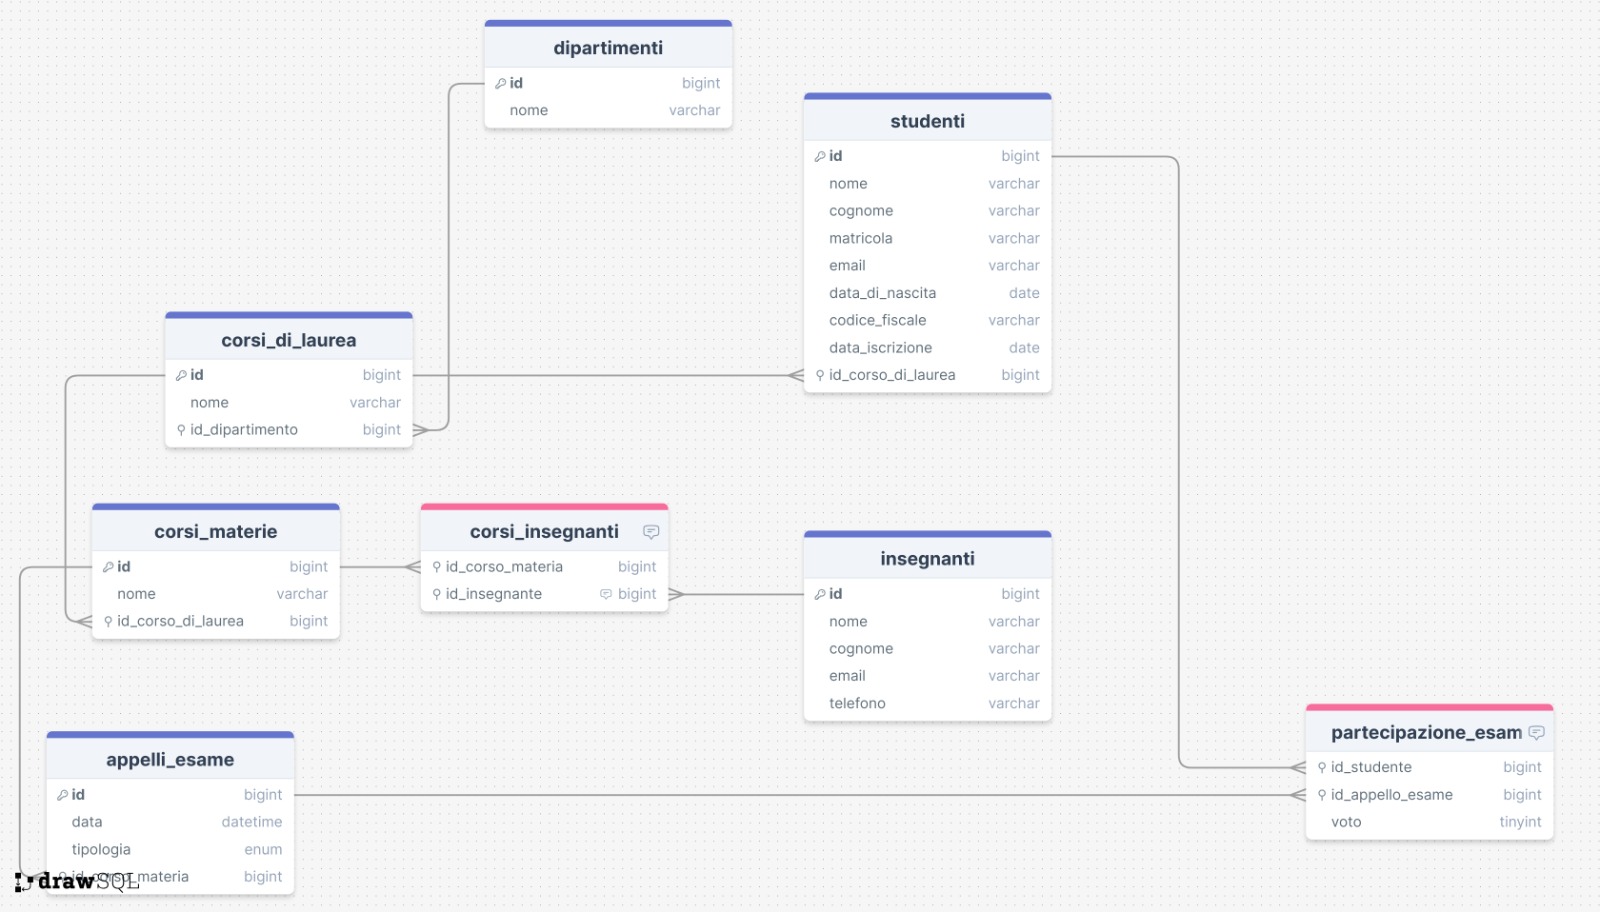 dipartimenti
id bigint
nome varchar
studenti
id bigint
nome varchar
cognome varchar
matricola varchar
email varchar
data_di_nascita date
codice_fiscale varchar
data_iscrizione date
id_corso_di_laurea bigint
corsi_di_laurea
id bigint
nome varchar
id_dipartimento bigint
corsi_materie
id bigint
nome varchar
id_corso_di_laurea bigint
corsi_insegnanti
id_corso_materia bigint
id_insegnante bigint
insegnanti
id bigint
nome varchar
cognome varchar
email varchar
telefono varchar
appelli_esame
id bigint
data datetime
tipologia enum
id_corso_materia bigint
partecipazione_esam
id_studente bigint
id_appello_esame bigint
voto tinyint
drawSQL